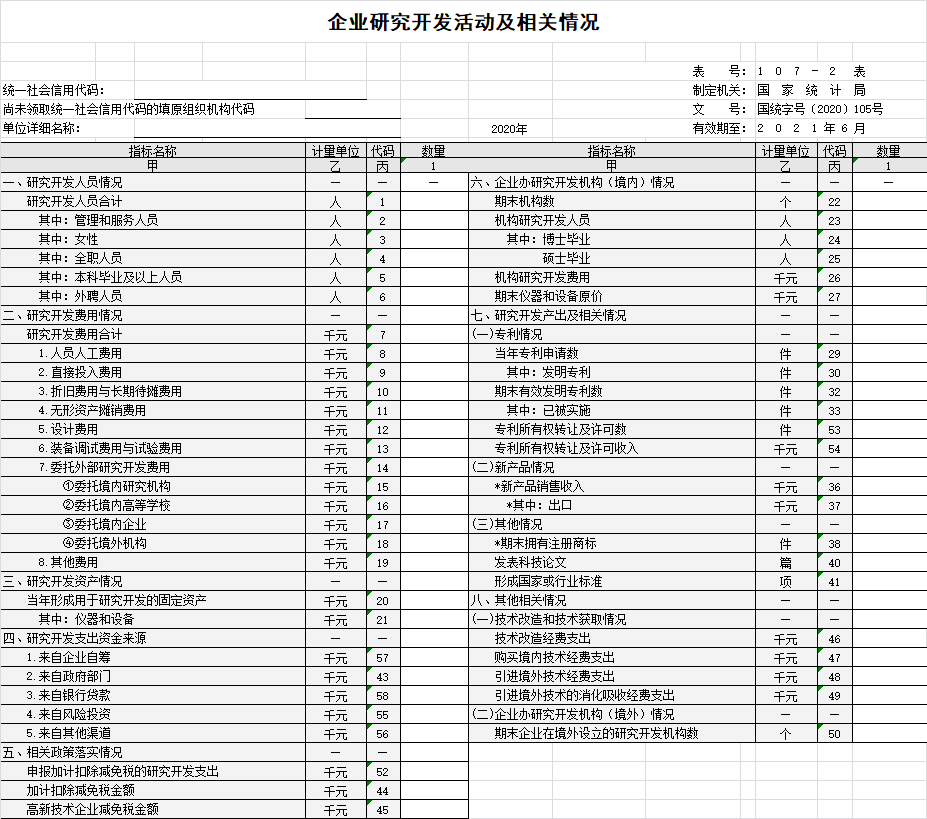 企业研究开发活动及相关情况
表　　号：１０７－２表
统一社会信用代码：
制定机关：国家统计局
尚未领取统一社会信用代码的填原组织机构代码
文　　号：国统字号（2020）105号
单位详细名称：
2020年
有效期至：２０２１年６月
指标名称 计量单位 代码 数量
甲 乙 丙 1
一、研究开发人员情况 — — —
研究开发人员合计 人 1
其中：管理和服务人员 人 2
其中：女性 人 3
其中：全职人员 人 4
其中：本科毕业及以上人员 人 5
其中：外聘人员 人 6
二、研究开发费用情况 — —
研究开发费用合计 千元 7
1.人员人工费用 千元 8
2.直接投入费用 千元 9
3.折旧费用与长期待摊费用 千元 10
4.无形资产摊销费用 千元 11
5.设计费用 千元 12
6.装备调试费用与试验费用 千元 13
7.委托外部研究开发费用 千元 14
①委托境内研究机构 千元 15
②委托境内高等学校 千元 16
③委托境内企业 千元 17
④委托境外机构 千元 18
8.其他费用 千元 19
三、研究开发资产情况 — —
当年形成用于研究开发的固定资产 千元 20
其中：仪器和设备 千元 21
四、研究开发支出资金来源 — —
1.来自企业自筹 千元 57
2.来自政府部门 千元 43
3.来自银行贷款 千元 58
4.来自风险投资 千元 55
5.来自其他渠道 千元 56
五、相关政策落实情况 — —
申报加计扣除减免税的研究开发支出 千元 52
加计扣除减免税金额 千元 44
高新技术企业减免税金额 千元 45
指标名称 计量单位 代码 数量
甲 乙 丙 1
六、企业办研究开发机构（境内）情况 — — —
期末机构数 个 22
机构研究开发人员 人 23
其中：博士毕业 人 24
硕士毕业 人 25
机构研究开发费用 千元 26
期末仪器和设备原价 千元 27
七、研究开发产出及相关情况 — —
(一)专利情况 — —
当年专利申请数 件 29
其中：发明专利 件 30
期末有效发明专利数 件 32
其中：已被实施 件 33
专利所有权转让及许可数 件 53
专利所有权转让及许可收入 千元 54
(二)新产品情况 — —
*新产品销售收入 千元 36
*其中：出口 千元 37
(三)其他情况 — —
*期末拥有注册商标 件 38
发表科技论文 篇 40
形成国家或行业标准 项 41
八、其他相关情况 — —
(一)技术改造和技术获取情况 — —
技术改造经费支出 千元 46
购买境内技术经费支出 千元 47
引进境外技术经费支出 千元 48
引进境外技术的消化吸收经费支出 千元 49
(二)企业办研究开发机构（境外）情况 — —
期末企业在境外设立的研究开发机构数 个 50